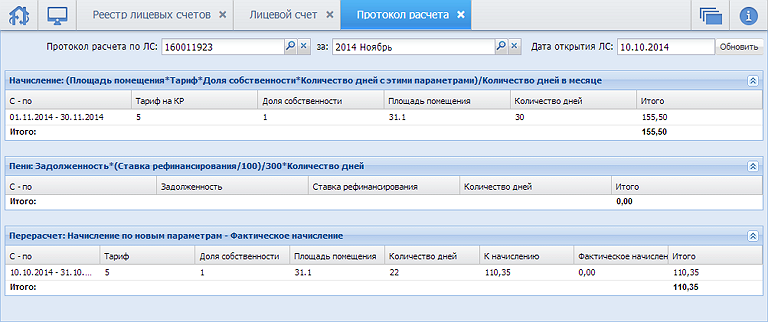 Реестр лицевых счетов × Лицевой счет × Протокол расчета ×
Протокол расчета по ЛС: 160011923 за: 2014 Ноябрь Дата открытия ЛС: 10.10.2014 Обновить
Начисление: (Площадь помещения*Тариф*Доля собственности*Количество дней с этими параметрами)/Количество дней в месяце
С - по Тариф на КР Доля собственности Площадь помещения Количество дней Итого
01.11.2014 - 30.11.2014 5 1 31.1 30 155,50
Итого: 155,50
Пени: Задолженность*(Ставка рефинансирования/100)/300*Количество дней
С - по Задолженность Ставка рефинансирования Количество дней Итого
Итого: 0,00
Перерасчет: Начисление по новым параметрам - Фактическое начисление
С - по Тариф Доля собственности Площадь помещения Количество дней К начислению Фактическое начислен Итого
10.10.2014 - 31.10.... 5 1 31.1 22 110,35 0,00 110,35
Итого: 110,35